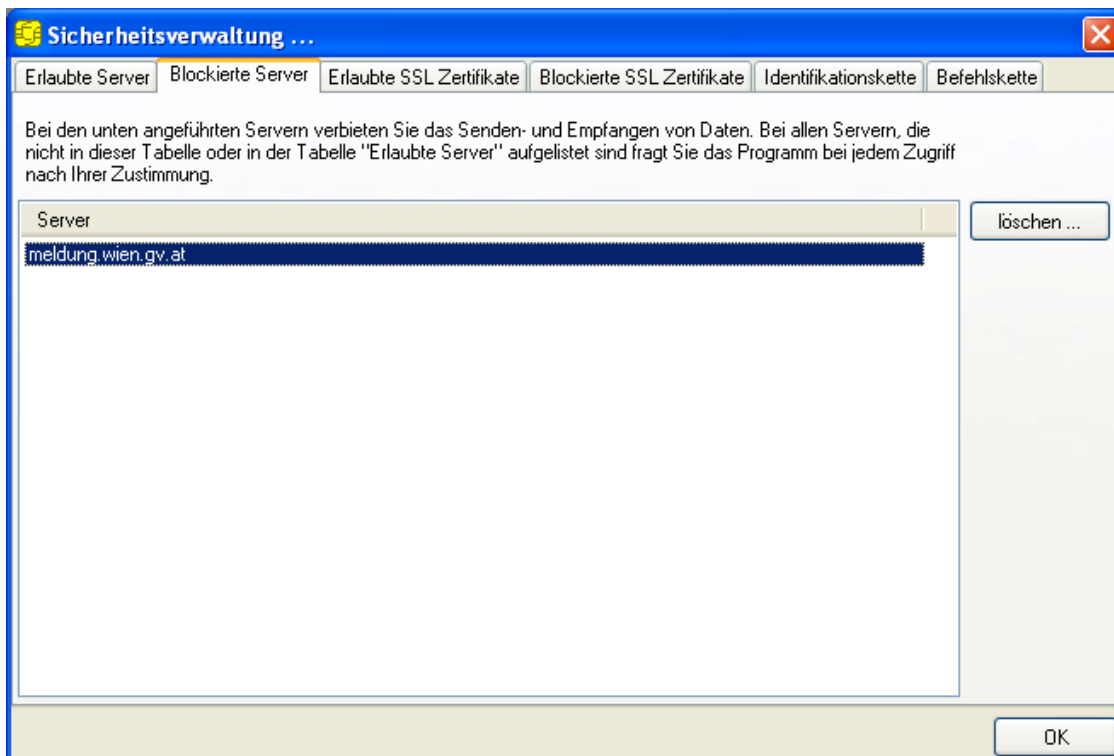 Sicherheitsverwaltung ...
Erlaubte Server Blockierte Server Erlaubte SSL Zertifikate Blockierte SSL Zertifikate Identifikationskette Befehlskette
Bei den unten angeführten Servern verbieten Sie das Senden- und Empfangen von Daten. Bei allen Servern, die
nicht in dieser Tabelle oder in der Tabelle "Erlaubte Server" aufgelistet sind fragt Sie das Programm bei jedem Zugriff
nach Ihrer Zustimmung.
Server
löschen ...
meldung.wien.gv.at
OK